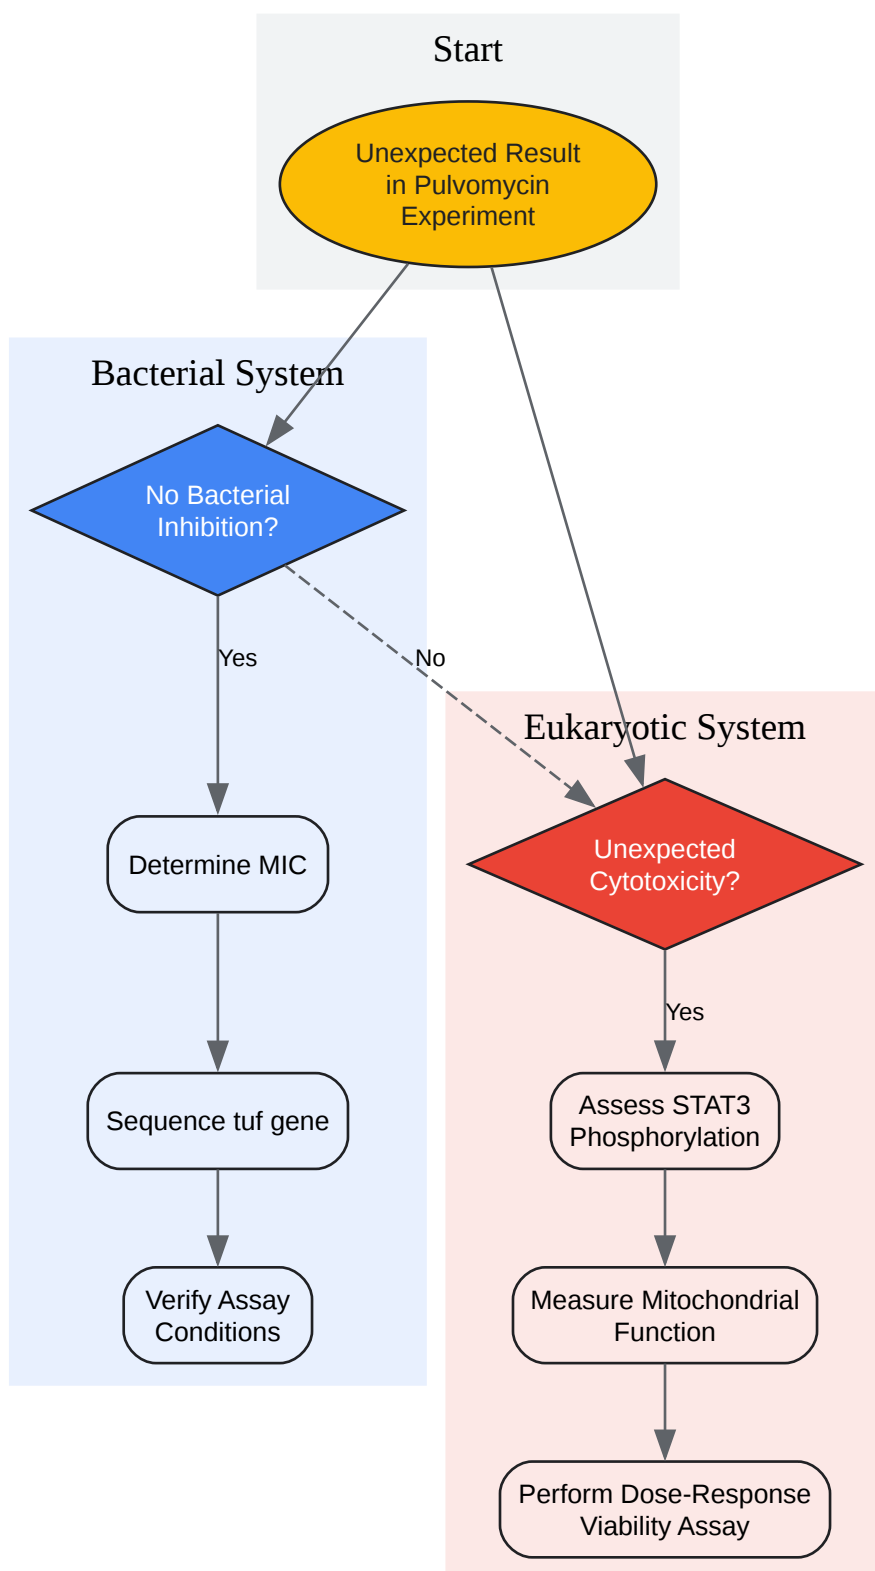 Start
Unexpected Result
in Pulvomycin
Experiment
Bacterial System
No Bacterial
Inhibition?
Yes
No
Eukaryotic System
Unexpected
Cytotoxicity?
Determine MIC
Yes
Sequence tuf gene
Assess STAT3
Phosphorylation
Verify Assay
Conditions
Measure Mitochondrial
Function
Perform Dose-Response
Viability Assay